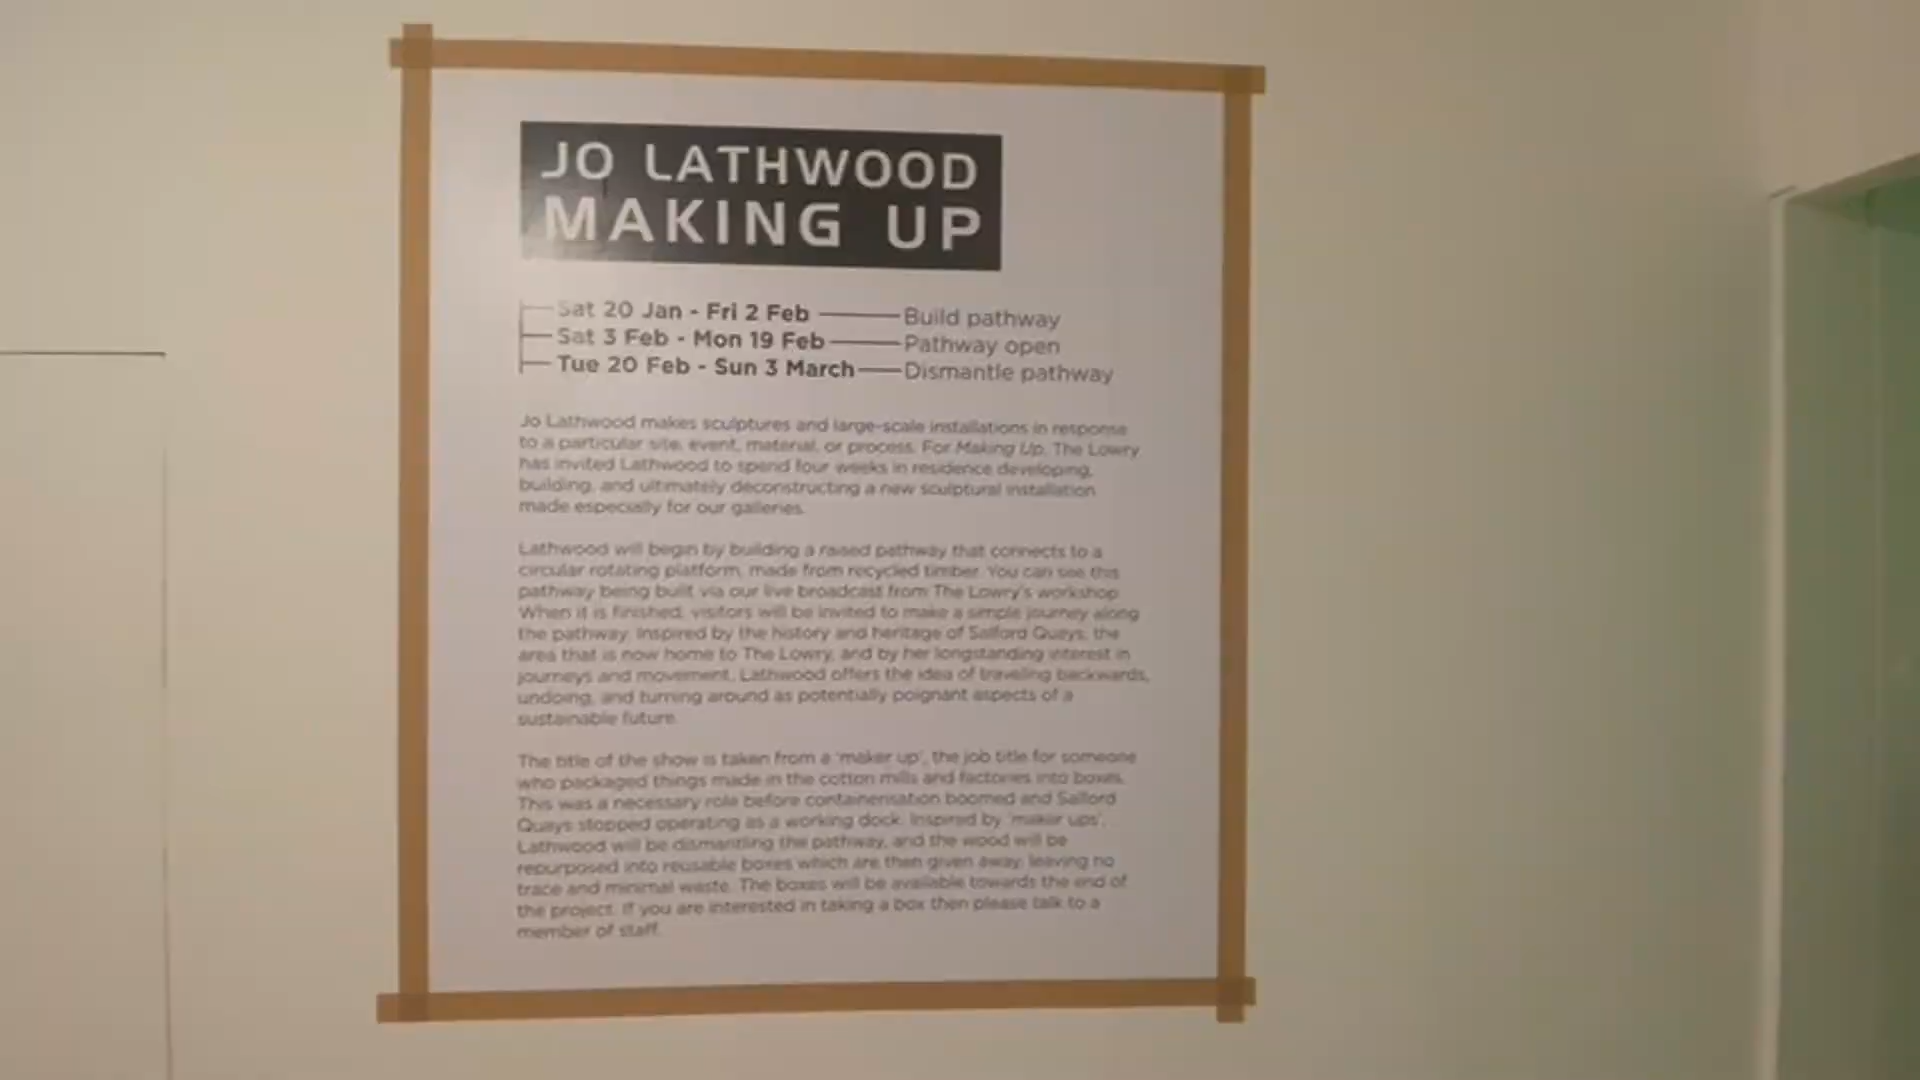 JO LATHWOOD
MAKING UP
Sat 20 Jan - Fri 2 Feb Build pathway
Sat 3 Feb - Mon 19 Feb Pathway open
Tue 20 Feb - Sun 3 March Dismantle pathway
Jo Lathwood makes sculptures and large-scale installations in response
to a particular site, event, material, or process. For Making Up, The Lowry
has invited Lathwood to spend four weeks in residence developing,
building, and ultimately deconstructing a new sculptural installation
made especially for our galleries.
Lathwood will begin by building a raised pathway that connects to a
circular rotating platform, made from recycled timber. You can see this
pathway being built via our live broadcast from The Lowry's workshop.
When it is finished, visitors will be invited to make a simple journey along
the pathway. Inspired by the history and heritage of Salford Quays, the
area that is now home to The Lowry, and by her longstanding interest in
journeys and movement, Lathwood offers the idea of traveling backwards,
undoing, and turning around as potentially poignant aspects of a
sustainable future.
The title of the show is taken from a 'maker up', the job title for someone
who packaged things made in the cotton mills and factories into boxes.
This was a necessary role before containerisation boomed and Salford
Quays stopped operating as a working dock. Inspired by 'maker ups',
Lathwood will be dismantling the pathway, and the wood will be
repurposed into reusable boxes which are then given away, leaving no
trace and minimal waste. The boxes will be available towards the end of
the project. If you are interested in taking a box then please talk to a
member of staff.